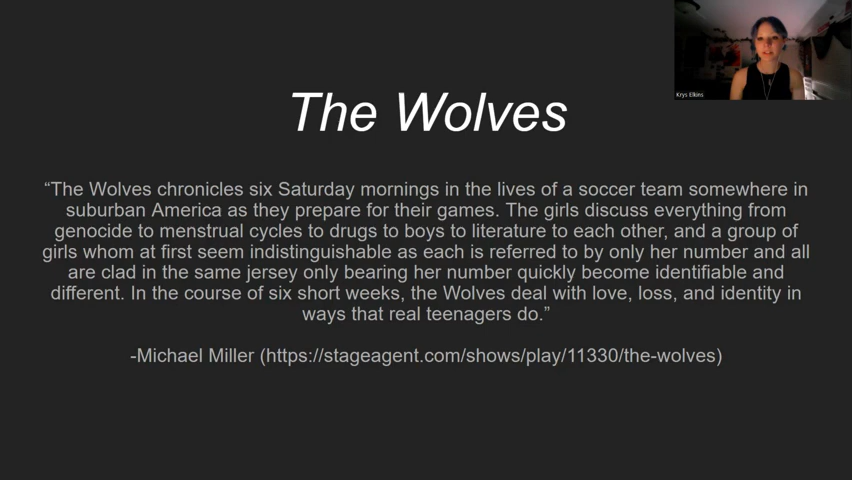 The Wolves
“The Wolves chronicles six Saturday mornings in the lives of a soccer team somewhere in
suburban America as they prepare for their games. The girls discuss everything from
genocide to menstrual cycles to drugs to boys to literature to each other, and a group of
girls whom at first seem indistinguishable as each is referred to by only her number and all
are clad in the same jersey only bearing her number quickly become identifiable and
different. In the course of six short weeks, the Wolves deal with love, loss, and identity in
ways that real teenagers do.”
-Michael Miller (https://stageagent.com/shows/play/11330/the-wolves)
Krys Elkins